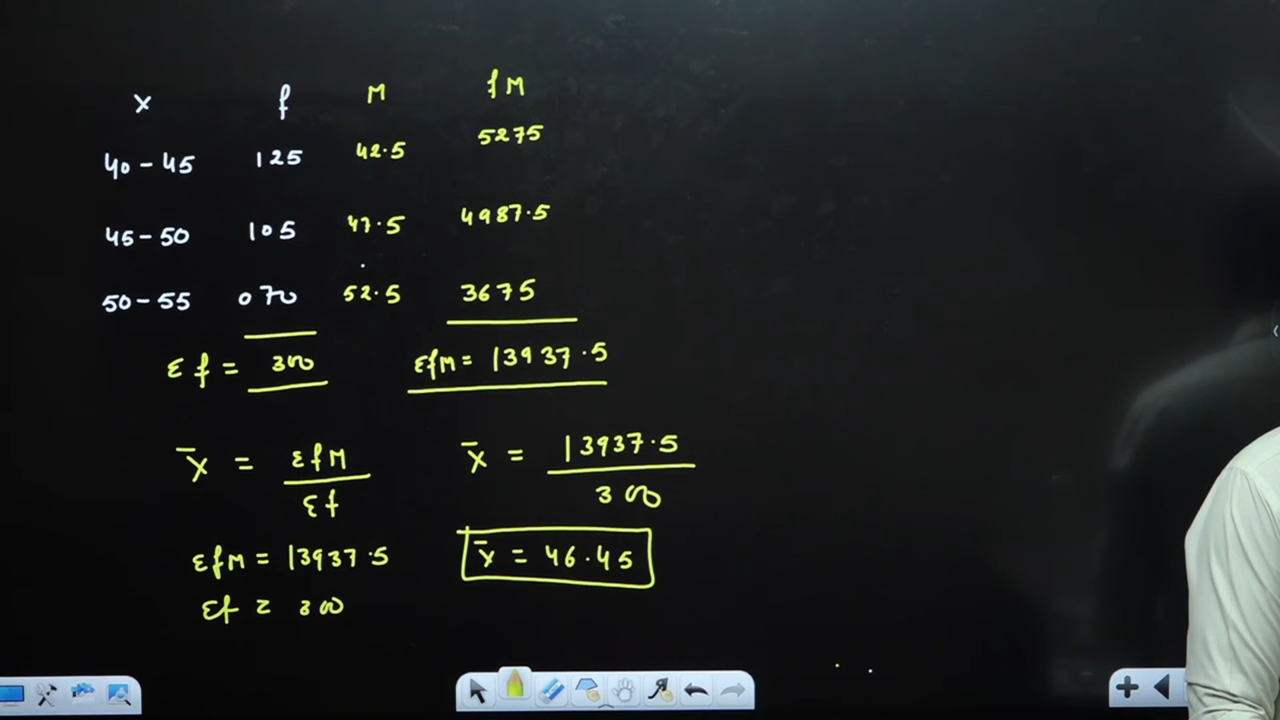 x f M fM
40-45 125 42.5 5275
45-50 105 47.5 4987.5
50-55 070 52.5 3675
Σf = 300 ΣfM = 13937.5
x̄ = ΣfM / Σf x̄ = 13937.5 / 300
ΣfM = 13937.5 x̄ = 46.45
Σf = 300